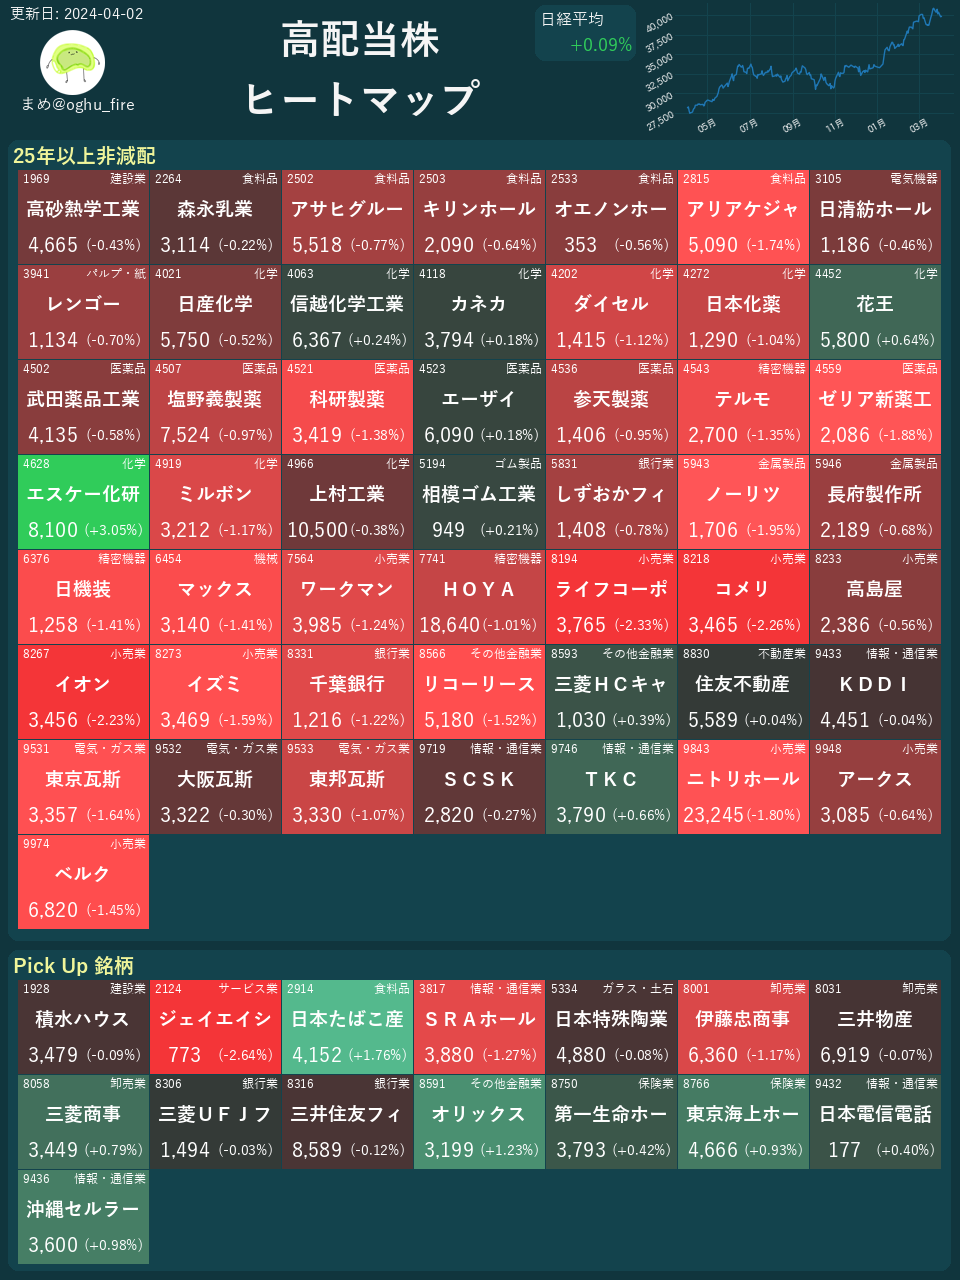 更新日: 2024-04-02
まめ@oghu_fire
高配当株
ヒートマップ
日経平均
+0.09%
40,000
37,500
35,000
32,500
30,000
27,500
05月 07月 09月 11月 01月 03月
25年以上非減配
1969 建設業 2264 食料品 2502 食料品 2503 食料品 2533 食料品 2815 食料品 3105 電気機器
高砂熱学工業 森永乳業 アサヒグルー キリンホール オエノンホー アリアケジャ 日清紡ホール
4,665 (-0.43%) 3,114 (-0.22%) 5,518 (-0.77%) 2,090 (-0.64%) 353 (-0.56%) 5,090 (-1.74%) 1,186 (-0.46%)
3941 パルプ・紙 4021 化学 4063 化学 4118 化学 4202 化学 4272 化学 4452 化学
レンゴー 日産化学 信越化学工業 カネカ ダイセル 日本化薬 花王
1,134 (-0.70%) 5,750 (-0.52%) 6,367 (+0.24%) 3,794 (+0.18%) 1,415 (-1.12%) 1,290 (-1.04%) 5,800 (+0.64%)
4502 医薬品 4507 医薬品 4521 医薬品 4523 医薬品 4536 医薬品 4543 精密機器 4559 医薬品
武田薬品工業 塩野義製薬 科研製薬 エーザイ 参天製薬 テルモ ゼリア新薬工
4,135 (-0.58%) 7,524 (-0.97%) 3,419 (-1.38%) 6,090 (+0.18%) 1,406 (-0.95%) 2,700 (-1.35%) 2,086 (-1.88%)
4628 化学 4919 化学 4966 化学 5194 ゴム製品 5831 銀行業 5943 金属製品 5946 金属製品
エスケー化研 ミルボン 上村工業 相模ゴム工業 しずおかフィ ノーリツ 長府製作所
8,100 (+3.05%) 3,212 (-1.17%) 10,500 (-0.38%) 949 (+0.21%) 1,408 (-0.78%) 1,706 (-1.95%) 2,189 (-0.68%)
6376 精密機器 6454 機械 7564 小売業 7741 精密機器 8194 小売業 8218 小売業 8233 小売業
日機装 マックス ワークマン ＨＯＹＡ ライフコーポ コメリ 高島屋
1,258 (-1.41%) 3,140 (-1.41%) 3,985 (-1.24%) 18,640 (-1.01%) 3,765 (-2.33%) 3,465 (-2.26%) 2,386 (-0.56%)
8267 小売業 8273 小売業 8331 銀行業 8566 その他金融業 8593 その他金融業 8830 不動産業 9433 情報・通信業
イオン イズミ 千葉銀行 リコーリース 三菱ＨＣキャ 住友不動産 ＫＤＤＩ
3,456 (-2.23%) 3,469 (-1.59%) 1,216 (-1.22%) 5,180 (-1.52%) 1,030 (+0.39%) 5,589 (+0.04%) 4,451 (-0.04%)
9531 電気・ガス業 9532 電気・ガス業 9533 電気・ガス業 9719 情報・通信業 9746 情報・通信業 9843 小売業 9948 小売業
東京瓦斯 大阪瓦斯 東邦瓦斯 ＳＣＳＫ ＴＫＣ ニトリホール アークス
3,357 (-1.64%) 3,322 (-0.30%) 3,330 (-1.07%) 2,820 (-0.27%) 3,790 (+0.66%) 23,245 (-1.80%) 3,085 (-0.64%)
9974 小売業
ベルク
6,820 (-1.45%)
Pick Up 銘柄
1928 建設業 2124 サービス業 2914 食料品 3817 情報・通信業 5334 ガラス・土石 8001 卸売業 8031 卸売業
積水ハウス ジェイエイシ 日本たばこ産 ＳＲＡホール 日本特殊陶業 伊藤忠商事 三井物産
3,479 (-0.09%) 773 (-2.64%) 4,152 (+1.76%) 3,880 (-1.27%) 4,880 (-0.08%) 6,360 (-1.17%) 6,919 (-0.07%)
8058 卸売業 8306 銀行業 8316 銀行業 8591 その他金融業 8750 保険業 8766 保険業 9432 情報・通信業
三菱商事 三菱ＵＦＪフ 三井住友フィ オリックス 第一生命ホー 東京海上ホー 日本電信電話
3,449 (+0.79%) 1,494 (-0.03%) 8,589 (-0.12%) 3,199 (+1.23%) 3,793 (+0.42%) 4,666 (+0.93%) 177 (+0.40%)
9436 情報・通信業
沖縄セルラー
3,600 (+0.98%)